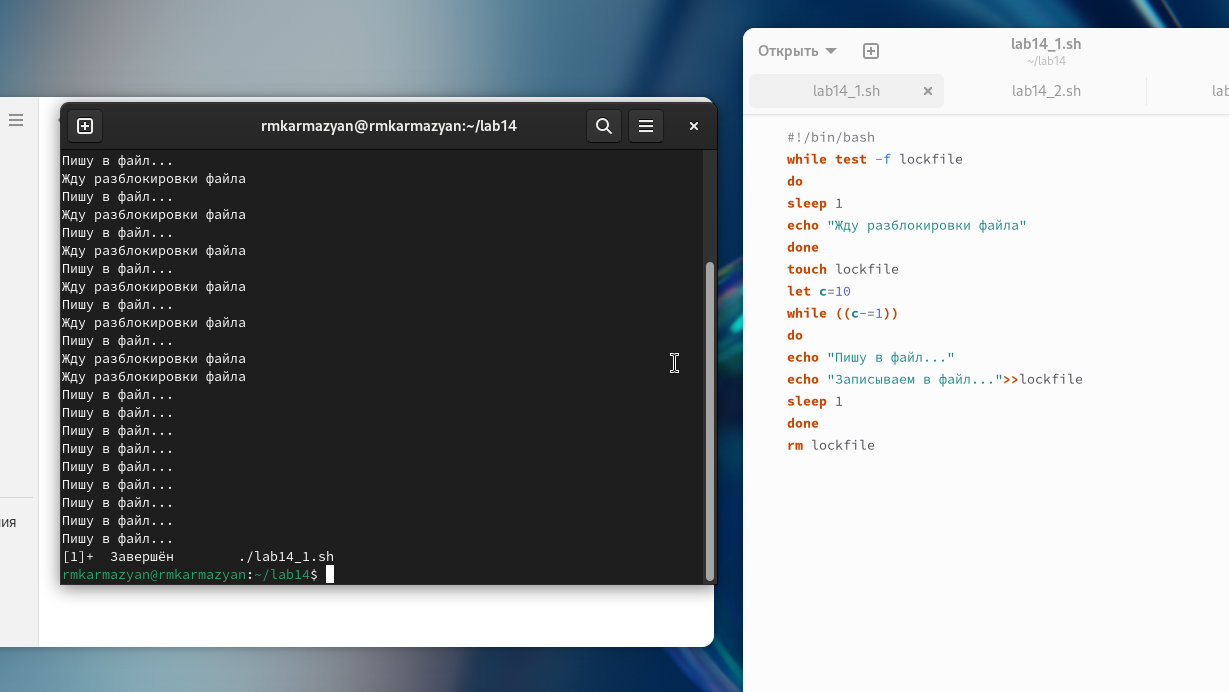 rmkarmazyan@rmkarmazyan:~/lab14
Пишу в файл...
Жду разблокировки файла
Пишу в файл...
Жду разблокировки файла
Пишу в файл...
Жду разблокировки файла
Пишу в файл...
Жду разблокировки файла
Пишу в файл...
Жду разблокировки файла
Пишу в файл...
Жду разблокировки файла
Жду разблокировки файла
Пишу в файл...
Пишу в файл...
Пишу в файл...
Пишу в файл...
Пишу в файл...
Пишу в файл...
Пишу в файл...
Пишу в файл...
Пишу в файл...
[1]+  Завершён        ./lab14_1.sh
rmkarmazyan@rmkarmazyan:~/lab14$
Открыть
lab14_1.sh
~/lab14
lab14_1.sh
lab14_2.sh
#!/bin/bash
while test -f lockfile
do
sleep 1
echo "Жду разблокировки файла"
done
touch lockfile
let c=10
while ((c-=1))
do
echo "Пишу в файл..."
echo "Записываем в файл...">>lockfile
sleep 1
done
rm lockfile